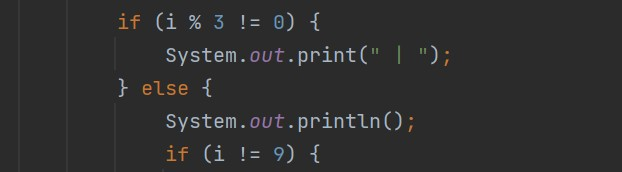 if (i % 3 != 0) {
System.out.print(" | ");
} else {
System.out.println();
if (i != 9) {